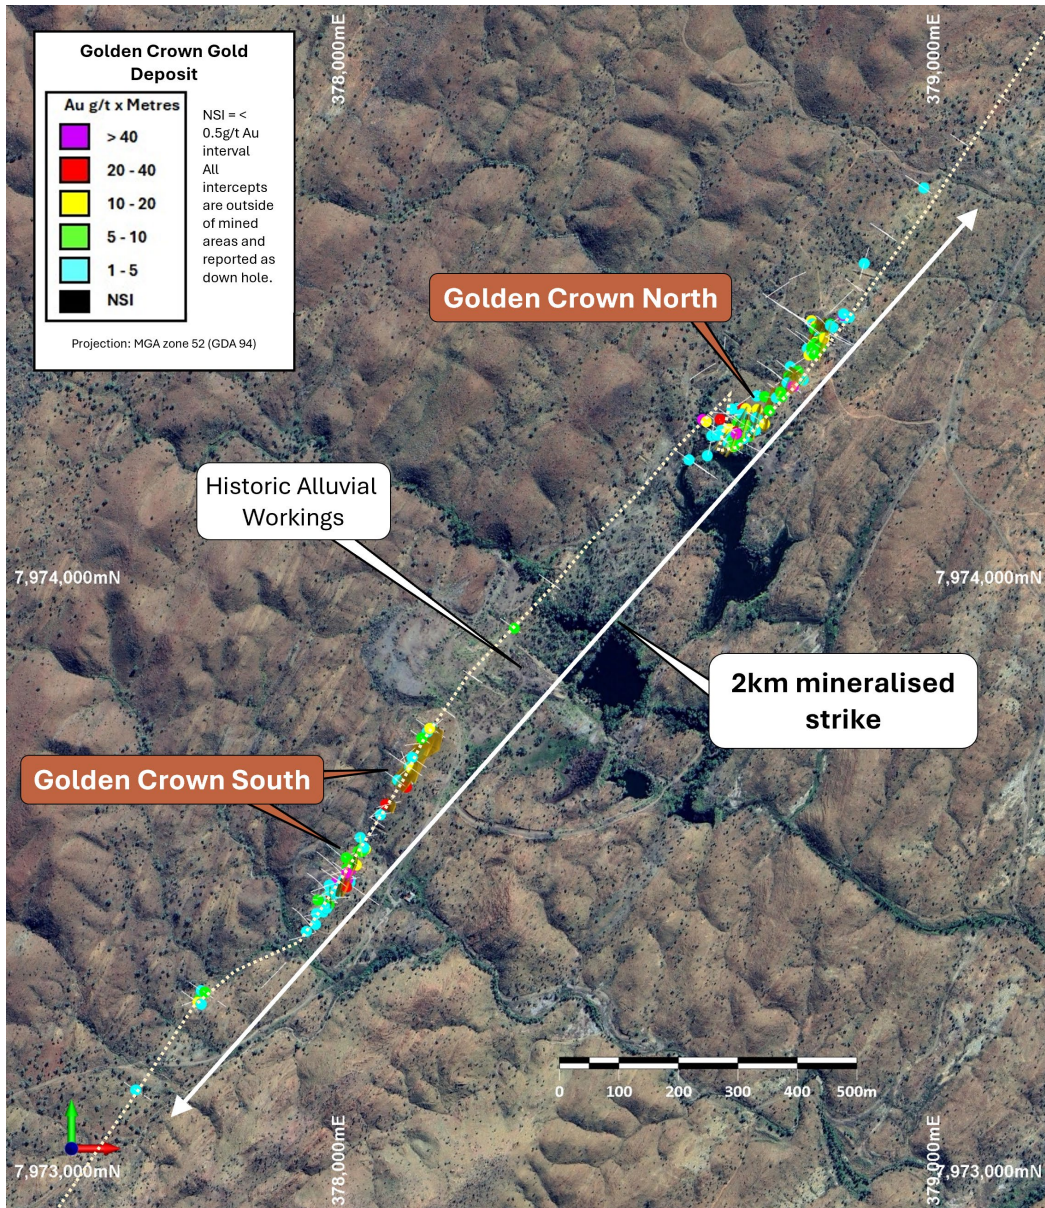 Golden Crown Gold
Deposit
Au g/t x Metres
> 40
20 - 40
10 - 20
5 - 10
1 - 5
NSI
NSI = <
0.5g/t Au
interval
All
intercepts
are outside
of mined
areas and
reported as
down hole.
Projection: MGA zone 52 (GDA 94)
378,000mE
379,000mE
Golden Crown North
Historic Alluvial
Workings
7,974,000mN
7,974,000mN
2km mineralised
strike
Golden Crown South
0 100 200 300 400 500m
7,973,000mN
378,000mE
379,000mE
7,973,000mN